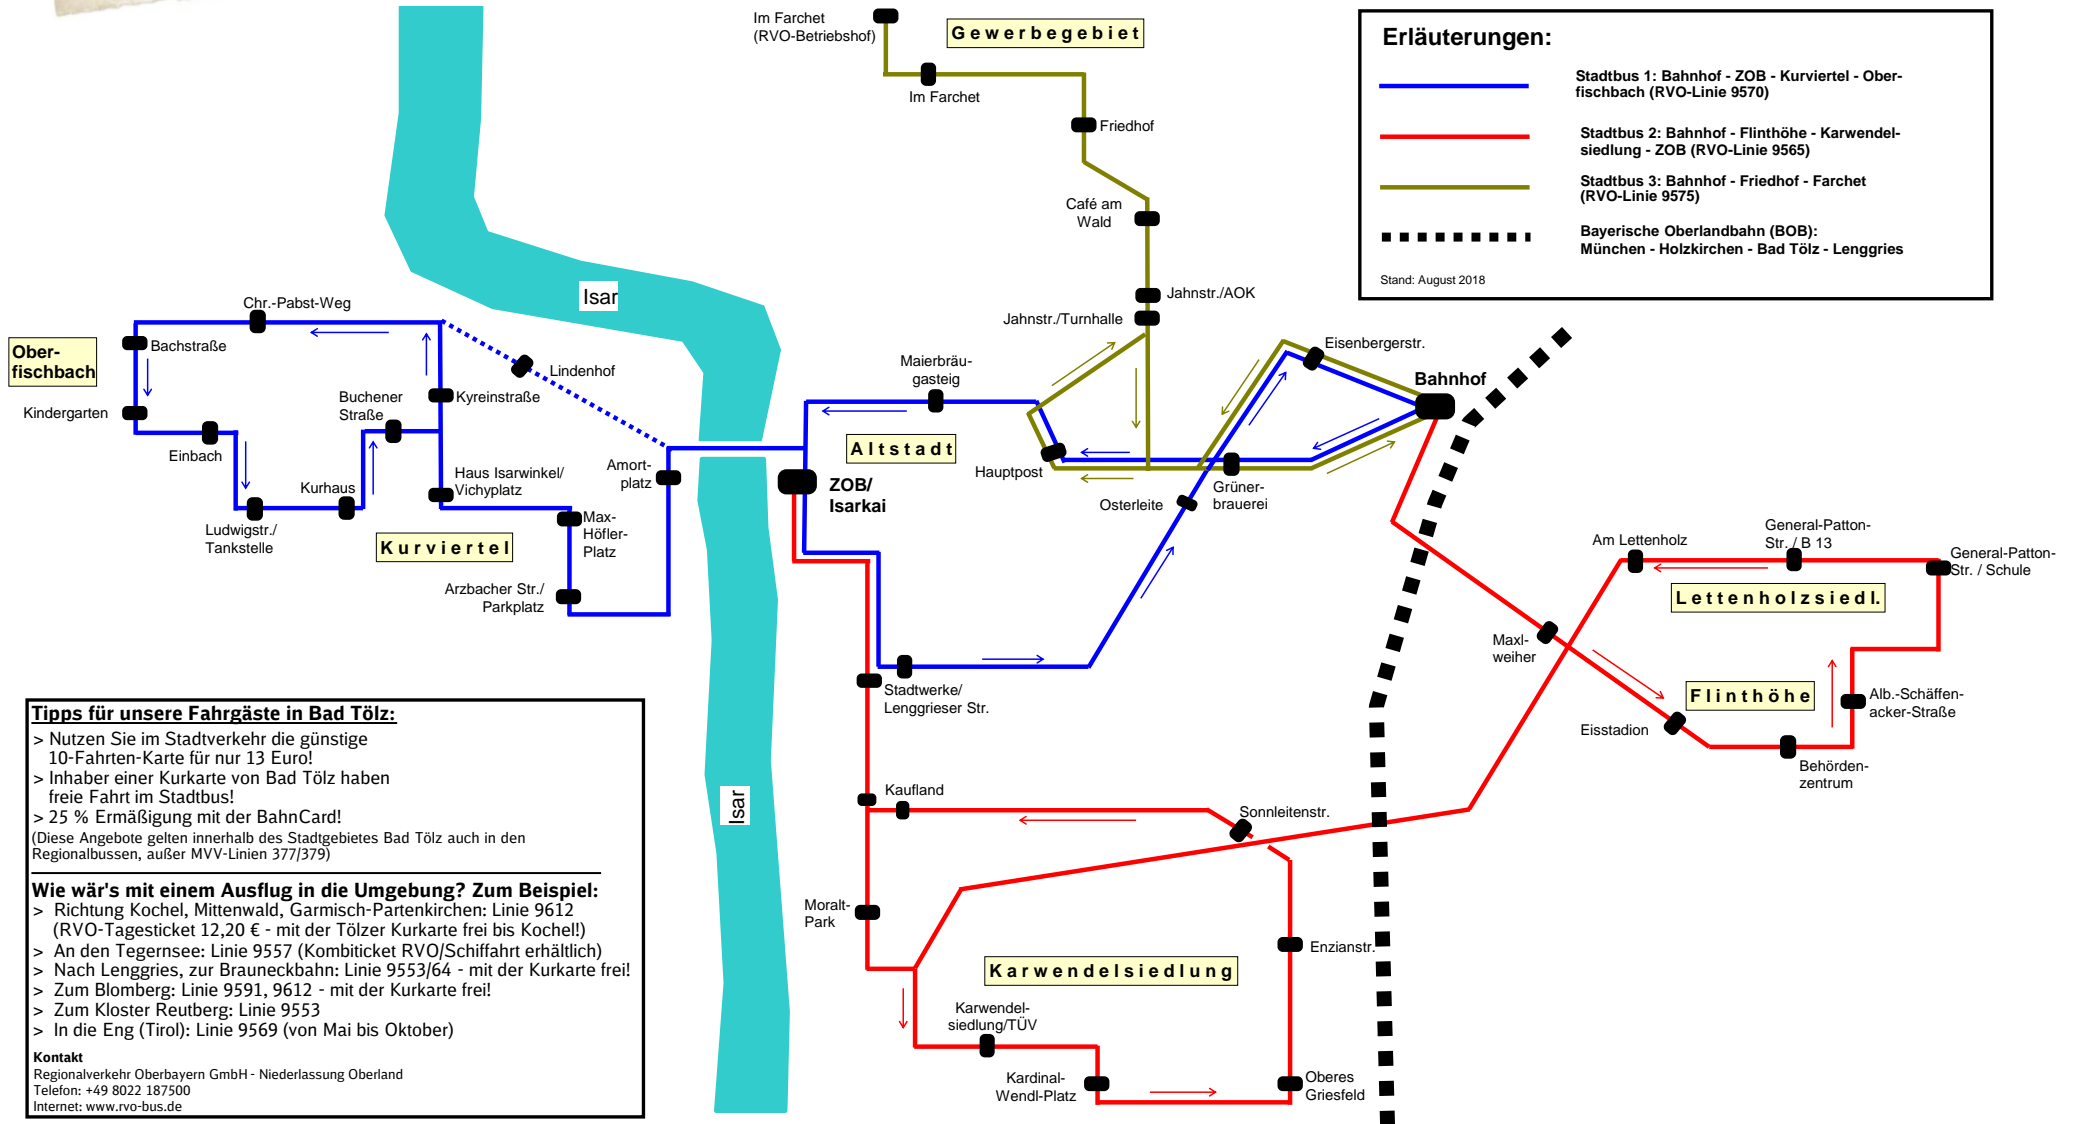 Im Farchet
(RVO-Betriebshof)
Gewerbegebiet
Im Farchet
Friedhof
Café am
Wald
Jahnstr./AOK
Jahnstr./Turnhalle
Erläuterungen:
Stadtbus 1: Bahnhof - ZOB - Kurviertel - Ober-
fischbach (RVO-Linie 9570)
Stadtbus 2: Bahnhof - Flinthöhe - Karwendel-
siedlung - ZOB (RVO-Linie 9565)
Stadtbus 3: Bahnhof - Friedhof - Farchet
(RVO-Linie 9575)
Bayerische Oberlandbahn (BOB):
München - Holzkirchen - Bad Tölz - Lenggries
Stand: August 2018
Isar
Chr.-Pabst-Weg
Ober-
fischbach
Bachstraße
Kindergarten
Einbach
Ludwigstr./
Tankstelle
Kurhaus
Buchener
Straße
Kyreinstraße
Lindenhof
Haus Isarwinkel/
Vichyplatz
Kurviertel
Max-
Höfler-
Platz
Arzbacher Str./
Parkplatz
Amort-
platz
Maierbräu-
gasteig
Altstadt
ZOB/
Isarkai
Hauptpost
Eisenbergerstr.
Bahnhof
Grüner-
brauerei
Osterleite
Stadtwerke/
Lenggrieser Str.
Am Lettenholz
General-Patton-
Str. / B 13
General-Patton-
Str. / Schule
Lettenholzsiedl.
Maxl-
weiher
Flinthöhe
Alb.-Schäffen-
acker-Straße
Eisstadion
Behörden-
zentrum
Isar
Kaufland
Sonnleitenstr.
Moralt-
Park
Enzianstr.
Karwendelsiedlung
Karwendel-
siedlung/TÜV
Kardinal-
Wendl-Platz
Oberes
Griesfeld
Tipps für unsere Fahrgäste in Bad Tölz:
> Nutzen Sie im Stadtverkehr die günstige
10-Fahrten-Karte für nur 13 Euro!
> Inhaber einer Kurkarte von Bad Tölz haben
freie Fahrt im Stadtbus!
> 25 % Ermäßigung mit der BahnCard!
(Diese Angebote gelten innerhalb des Stadtgebietes Bad Tölz auch in den
Regionalbussen, außer MVV-Linien 377/379)
Wie wär's mit einem Ausflug in die Umgebung? Zum Beispiel:
> Richtung Kochel, Mittenwald, Garmisch-Partenkirchen: Linie 9612
(RVO-Tagesticket 12,20 € - mit der Tölzer Kurkarte frei bis Kochel!)
> An den Tegernsee: Linie 9557 (Kombiticket RVO/Schiffahrt erhältlich)
> Nach Lenggries, zur Brauneckbahn: Linie 9553/64 - mit der Kurkarte frei!
> Zum Blomberg: Linie 9591, 9612 - mit der Kurkarte frei!
> Zum Kloster Reutberg: Linie 9553
> In die Eng (Tirol): Linie 9569 (von Mai bis Oktober)
Kontakt
Regionalverkehr Oberbayern GmbH - Niederlassung Oberland
Telefon: +49 8022 187500
Internet: www.rvo-bus.de